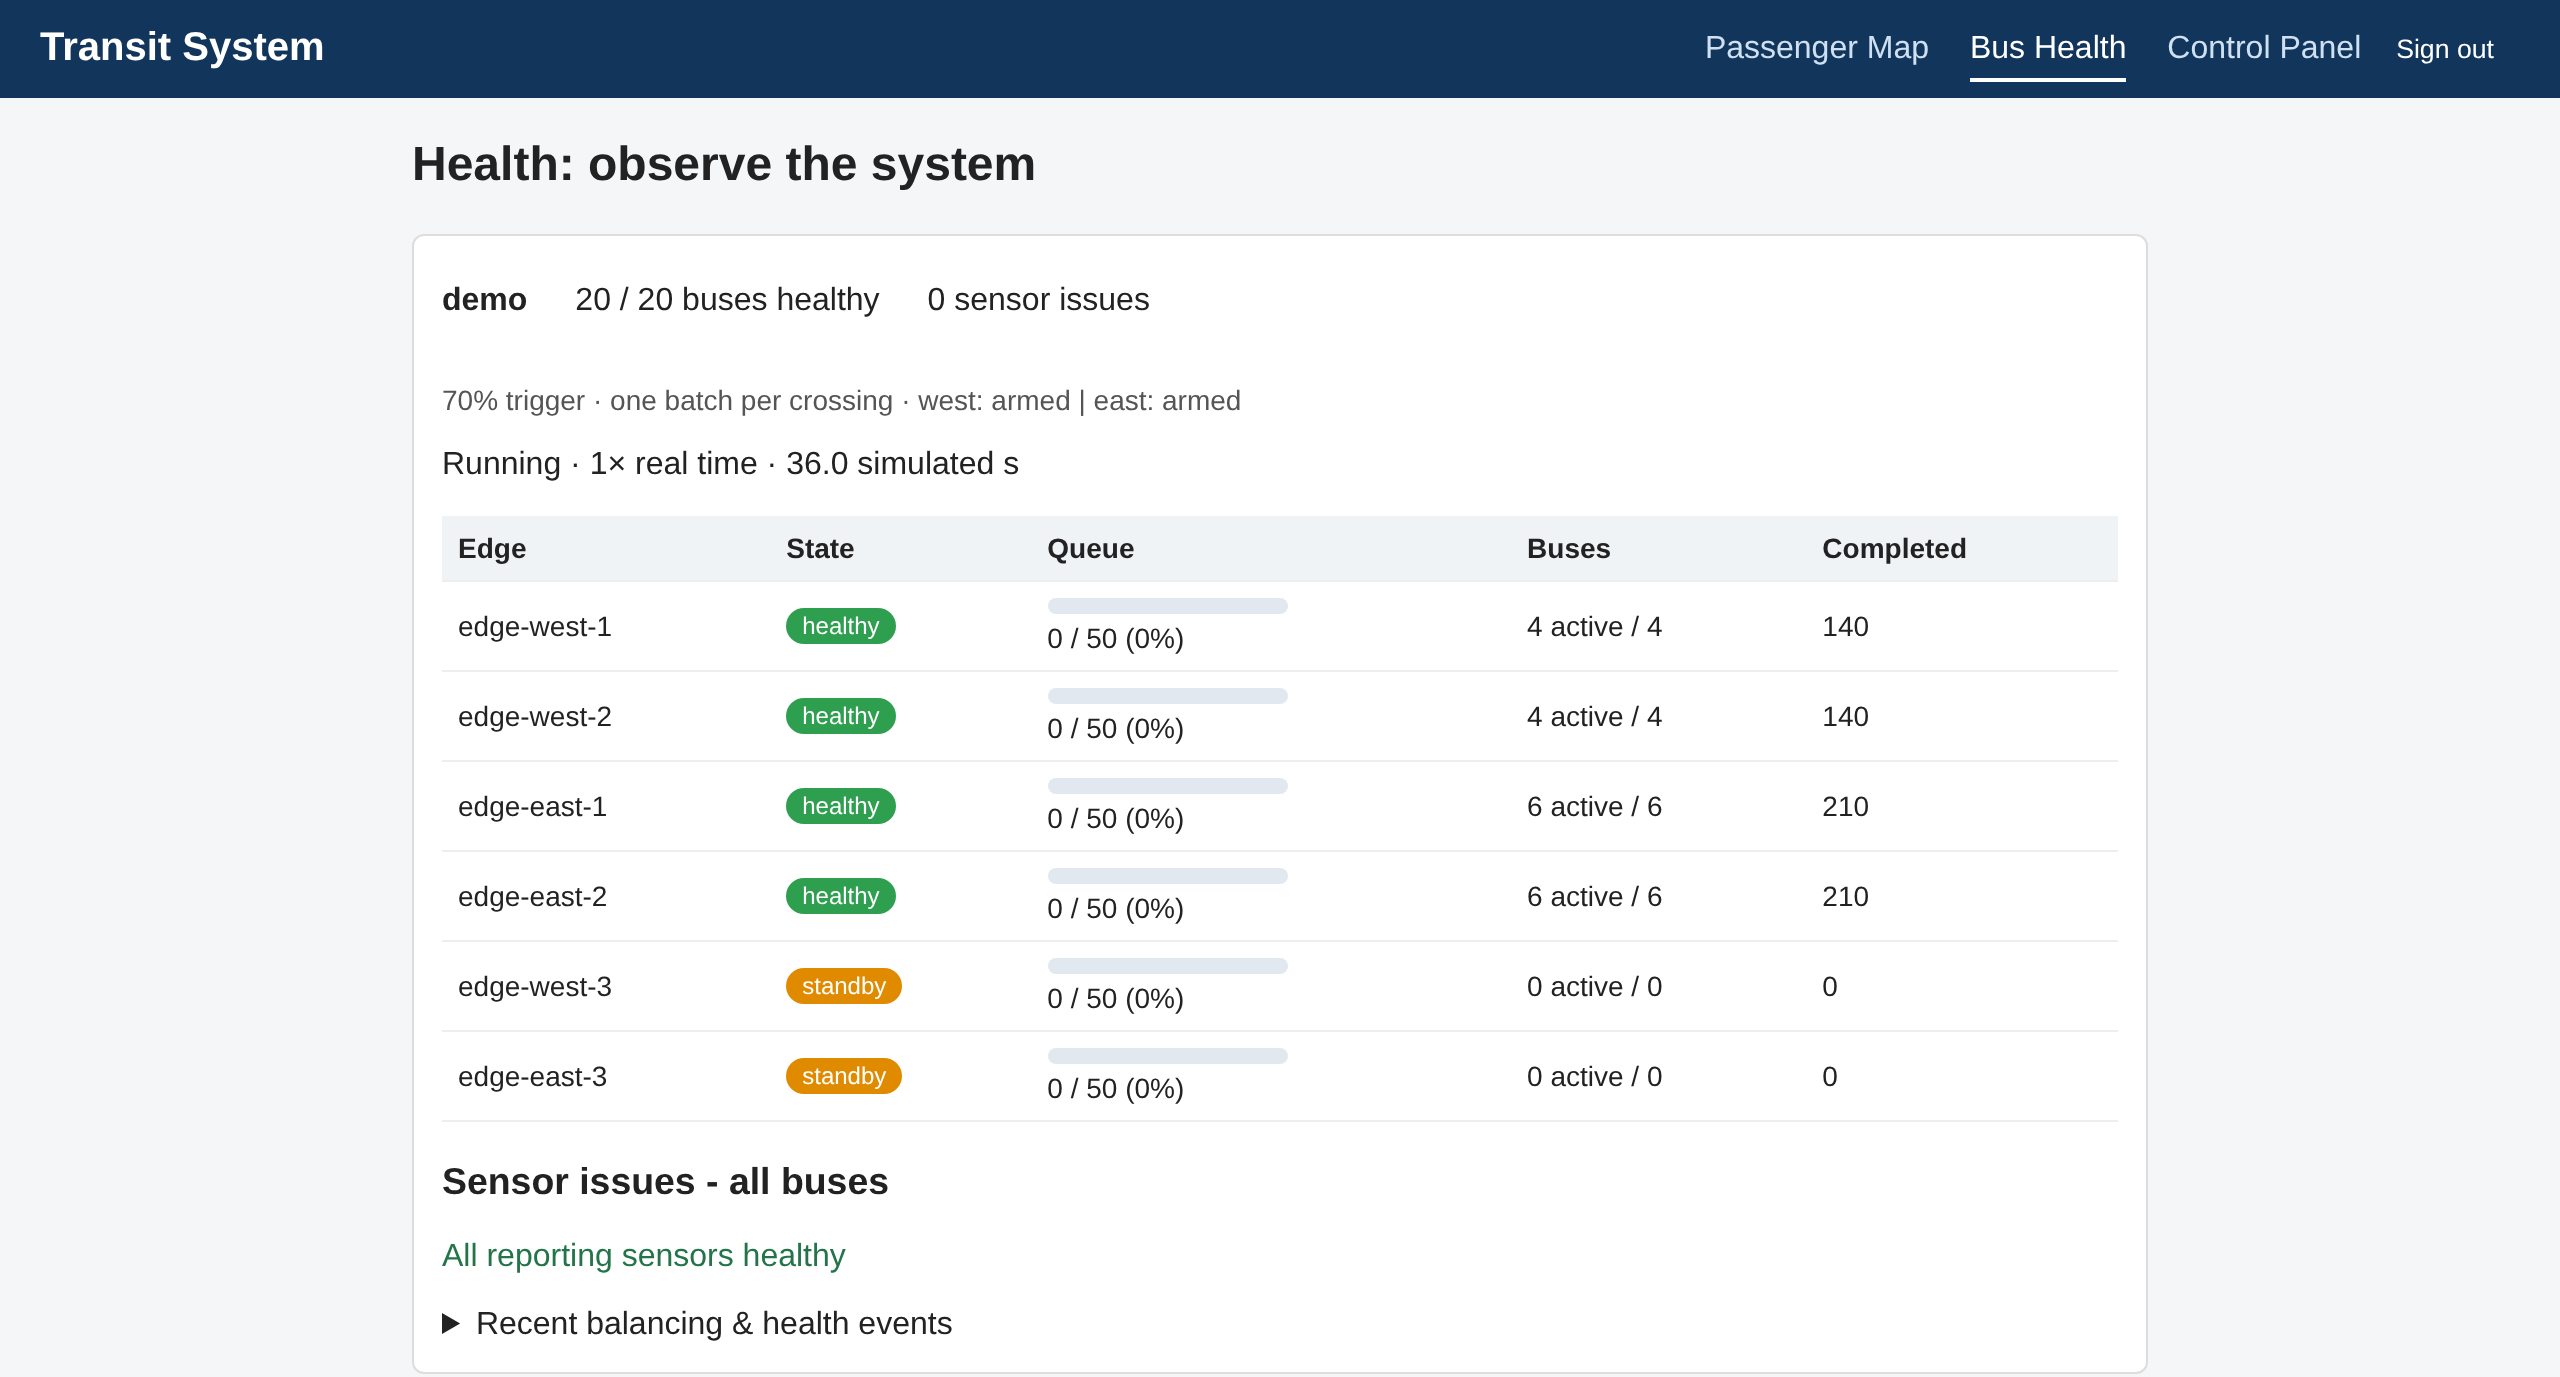 Transit System
Passenger Map Bus Health Control Panel Sign out
Health: observe the system
demo 20 / 20 buses healthy 0 sensor issues
70% trigger · one batch per crossing · west: armed | east: armed
Running · 1× real time · 36.0 simulated s
Edge State Queue Buses Completed
edge-west-1 healthy 0 / 50 (0%) 4 active / 4 140
edge-west-2 healthy 0 / 50 (0%) 4 active / 4 140
edge-east-1 healthy 0 / 50 (0%) 6 active / 6 210
edge-east-2 healthy 0 / 50 (0%) 6 active / 6 210
edge-west-3 standby 0 / 50 (0%) 0 active / 0 0
edge-east-3 standby 0 / 50 (0%) 0 active / 0 0
Sensor issues - all buses
All reporting sensors healthy
Recent balancing & health events